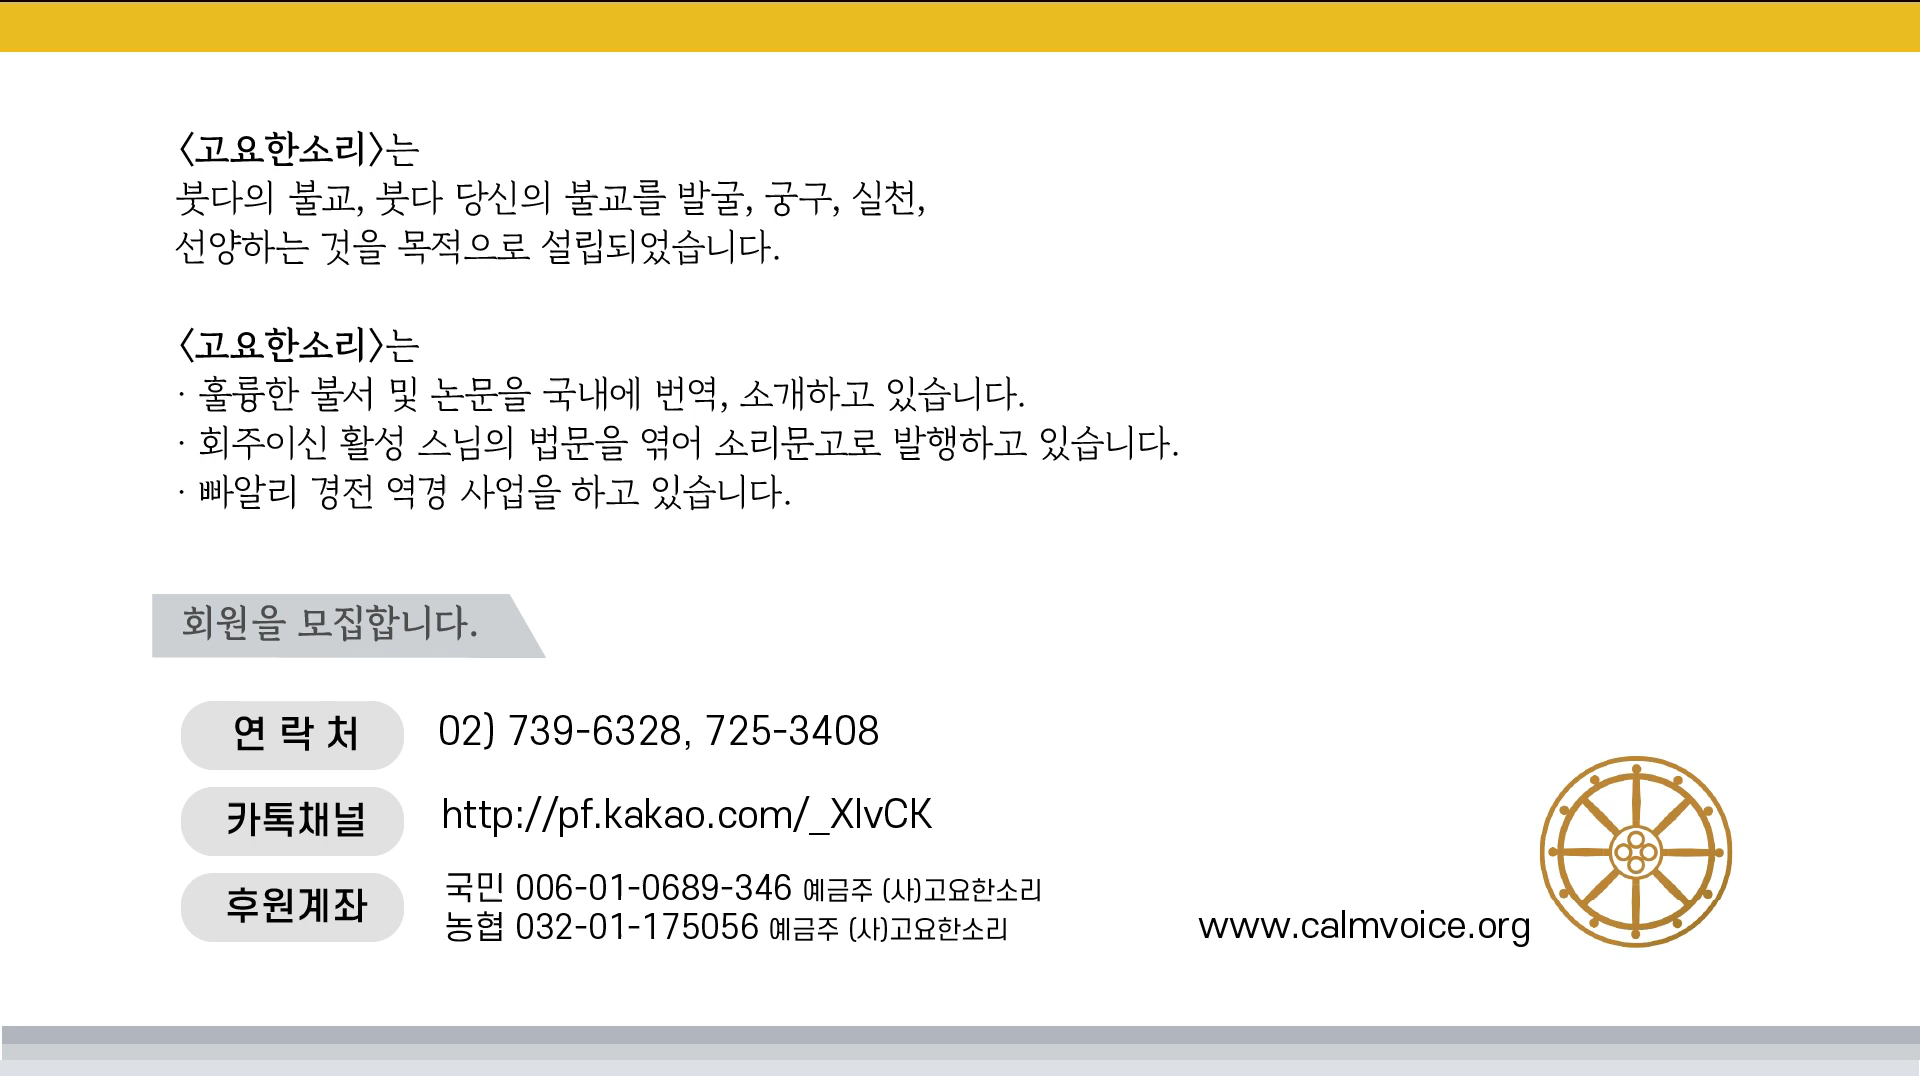 〈고요한소리〉는
붓다의 불교, 붓다 당신의 불교를 발굴, 궁구, 실천,
선양하는 것을 목적으로 설립되었습니다.
〈고요한소리〉는
· 훌륭한 불서 및 논문을 국내에 번역, 소개하고 있습니다.
· 회주이신 활성 스님의 법문을 엮어 소리문고로 발행하고 있습니다.
· 빠알리 경전 역경 사업을 하고 있습니다.
회원을 모집합니다.
연 락 처 02) 739-6328, 725-3408
카톡채널 http://pf.kakao.com/_XIvCK
후원계좌 국민 006-01-0689-346 예금주 (사)고요한소리
농협 032-01-175056 예금주 (사)고요한소리
www.calmvoice.org